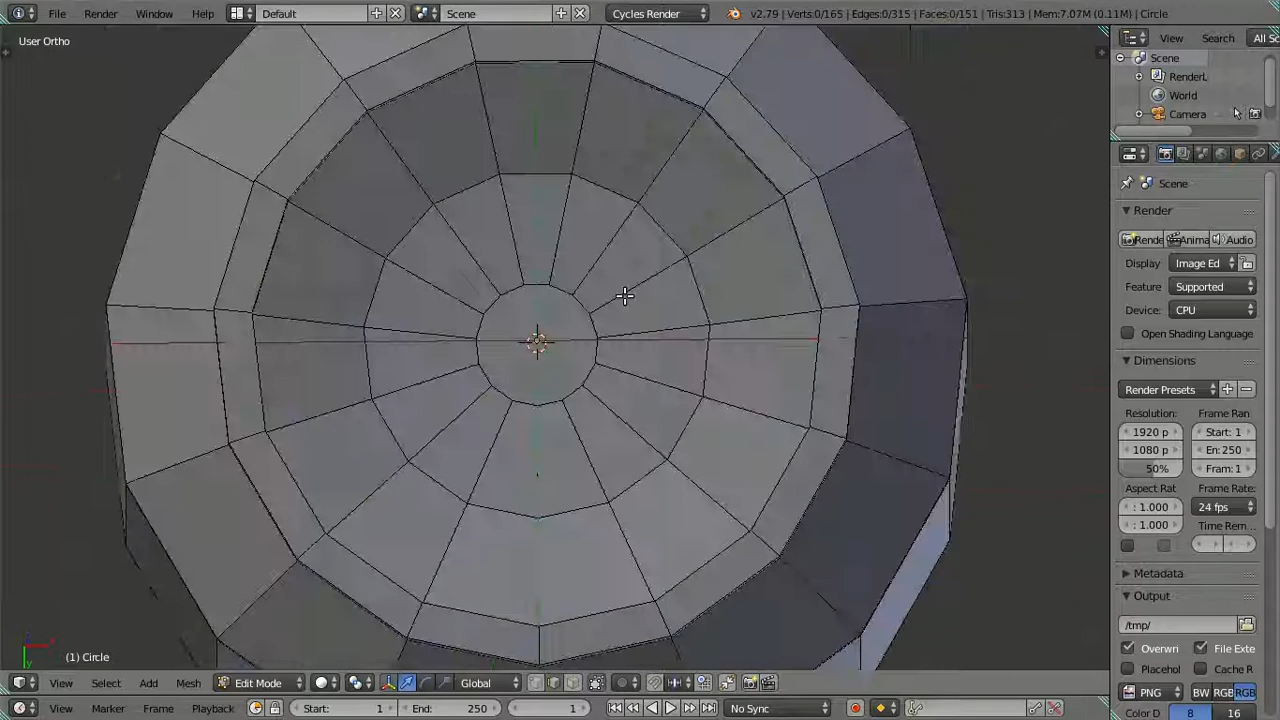 File Render Window Help Default Scene Cycles Render v2.79 | Verts:0/165 | Edges:0/315 | Faces:0/151 | Tris:313 | Mem:7.07M (0.11M) | Circle
User Ortho
View Search All Sc
Scene
RenderL
World
Camera
Scene
Render
Rende Anima Audio
Display Image Ed
Feature Supported
Device: CPU
Open Shading Language
Dimensions
Render Presets
Resolution: Frame Ran
1920 p Start: 1
1080 p En: 250
50% Fram: 1
Aspect Rat Frame Rate:
: 1.000 24 fps
: 1.000 Time Rem...
Metadata
Output
/tmp/
Overwri File Exte
Placehol Cache R
PNG BW RGB RGB
Color D 8 16
x
y
(1) Circle
View Select Add Mesh Edit Mode Global
View Marker Frame Playback Start: 1 End: 250 1 No Sync